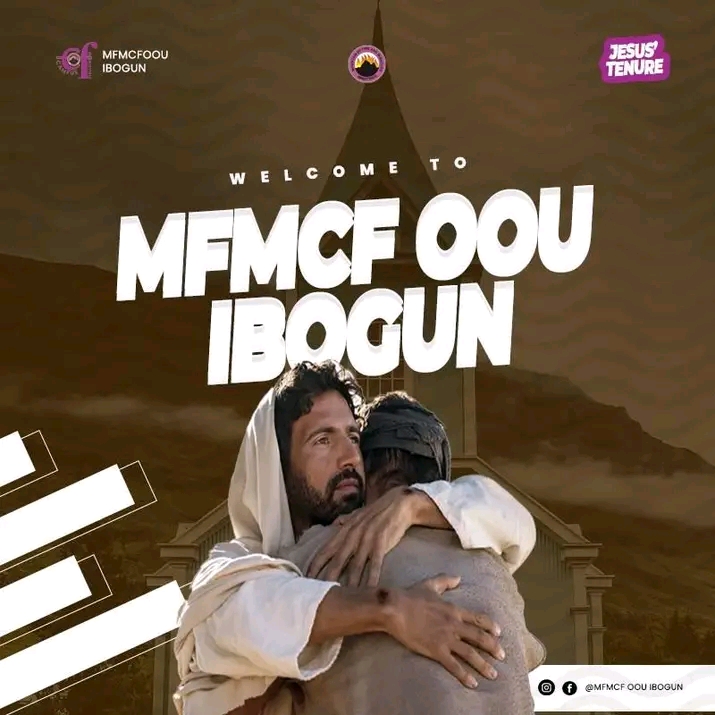 MFMCFOOU
IBOGUN
JESUS'
TENURE
WELCOME TO
MFMCF OOU
IBOGUN
@MFMCF OOU IBOGUN